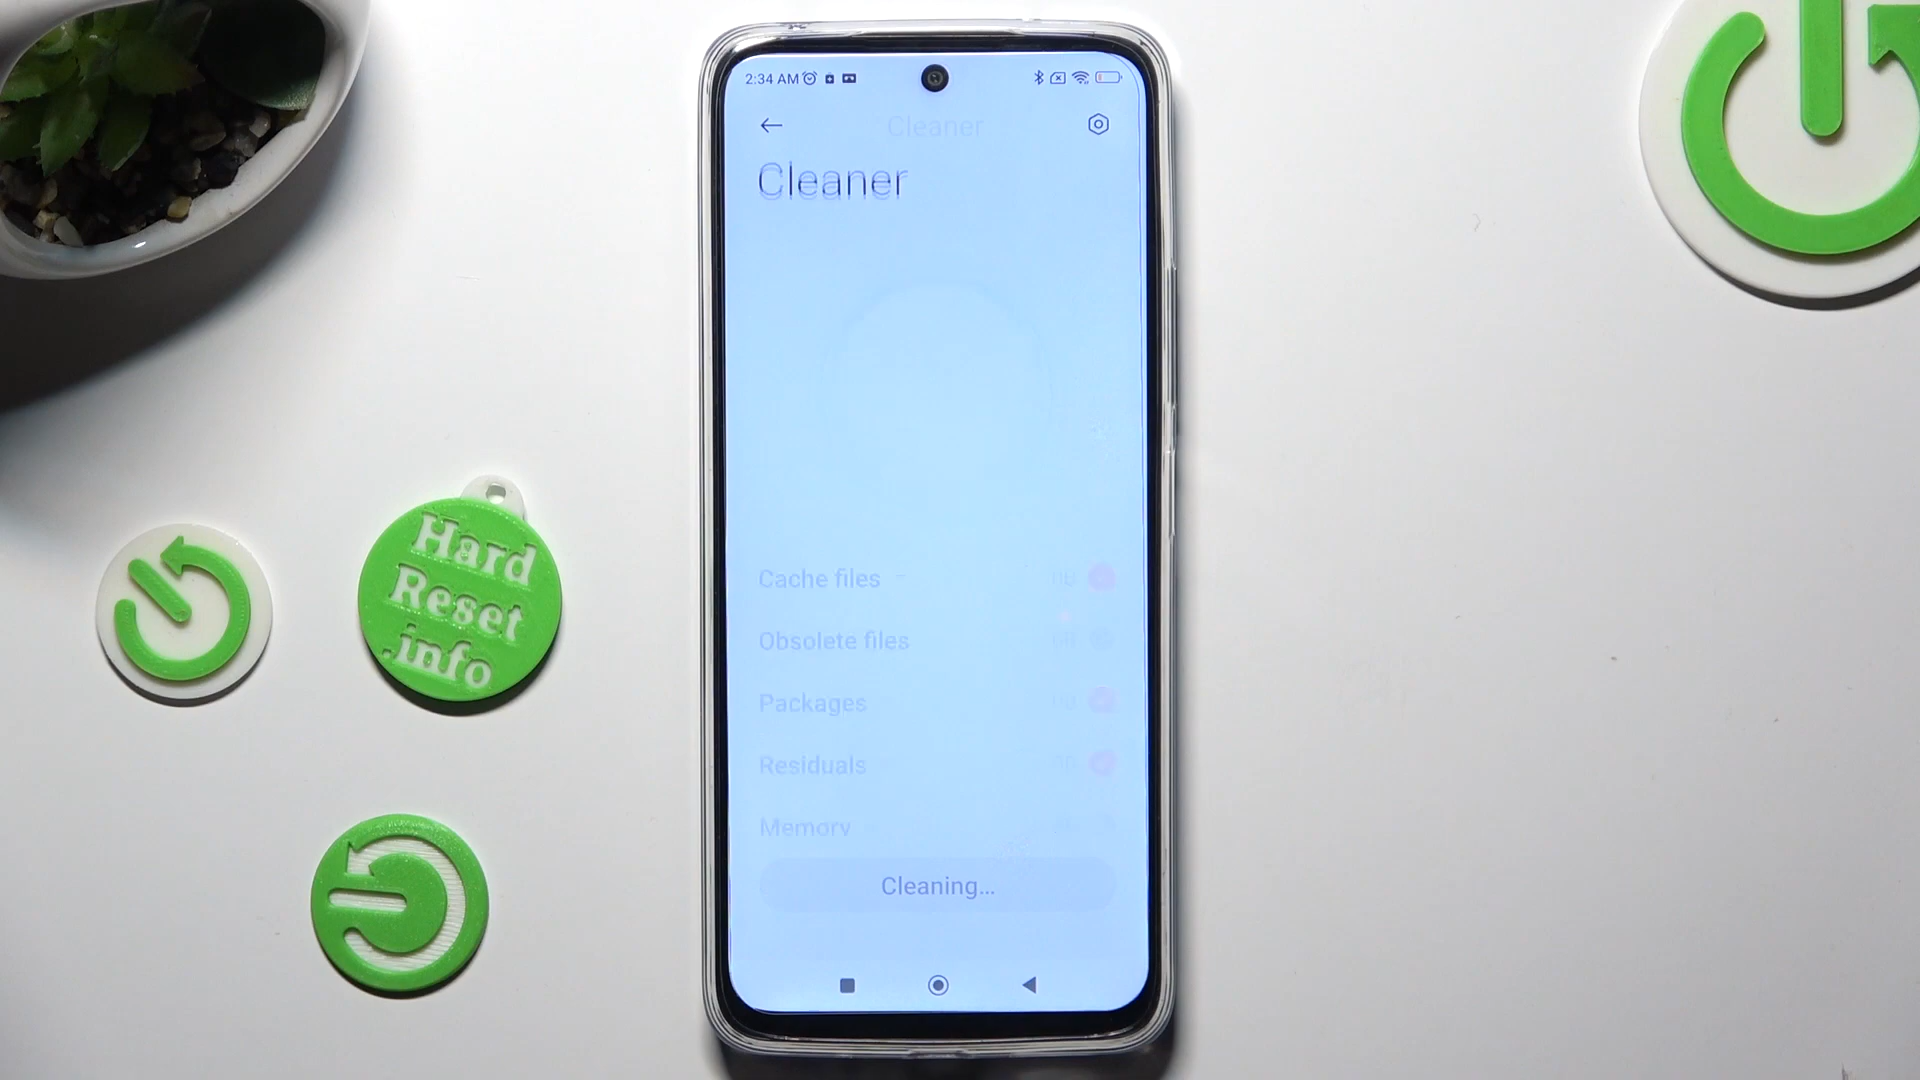 2:34 AM
Cleaner
Cleaner
Cache files
Obsolete files
Packages
Residuals
Memory
Cleaning...
Hard
Reset
.info